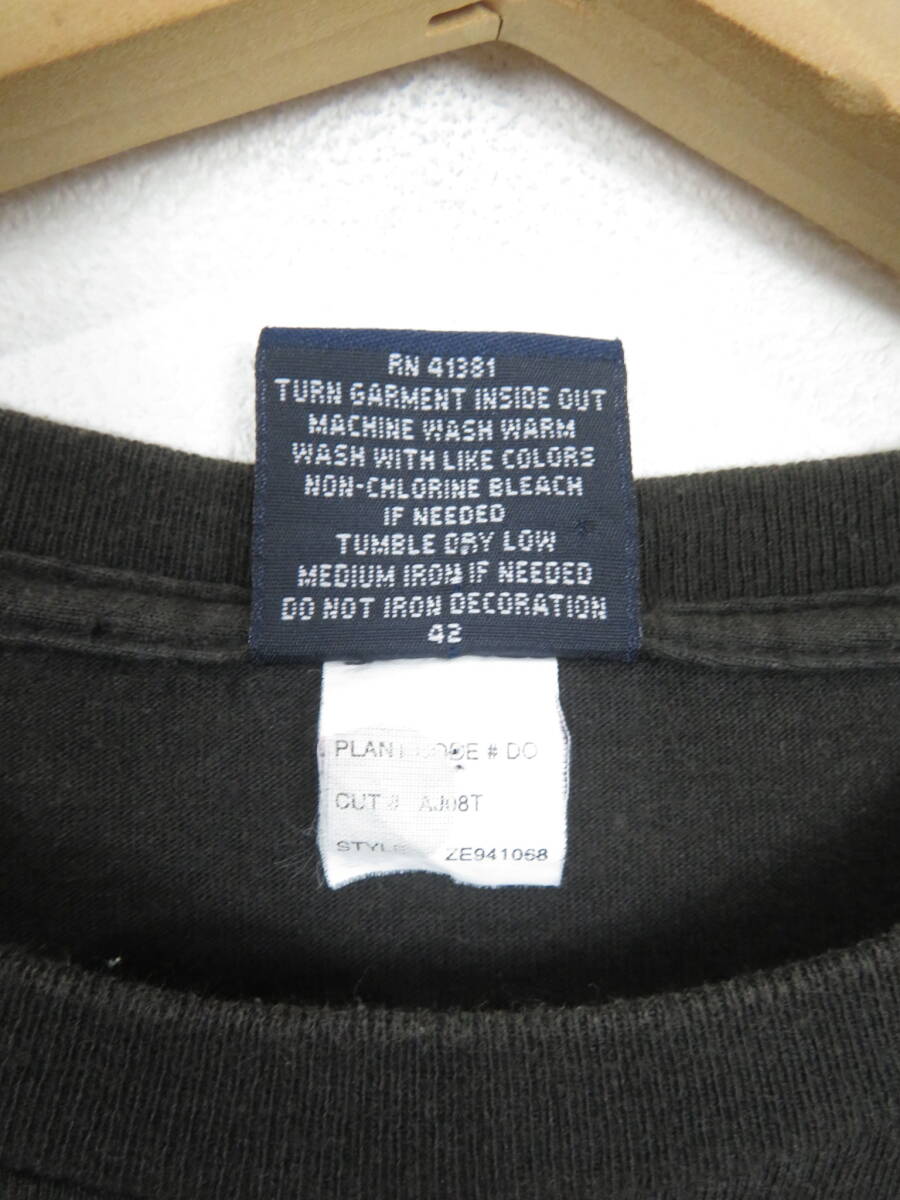 RN 41381
TURN GARMENT INSIDE OUT
MACHINE WASH WARM
WASH WITH LIKE COLORS
NON-CHLORINE BLEACH
IF NEEDED
TUMBLE DRY LOW
MEDIUM IRON IF NEEDED
DO NOT IRON DECORATION
42
PLANT CODE # DO
CUT # AJ08T
STYLE ZE941068